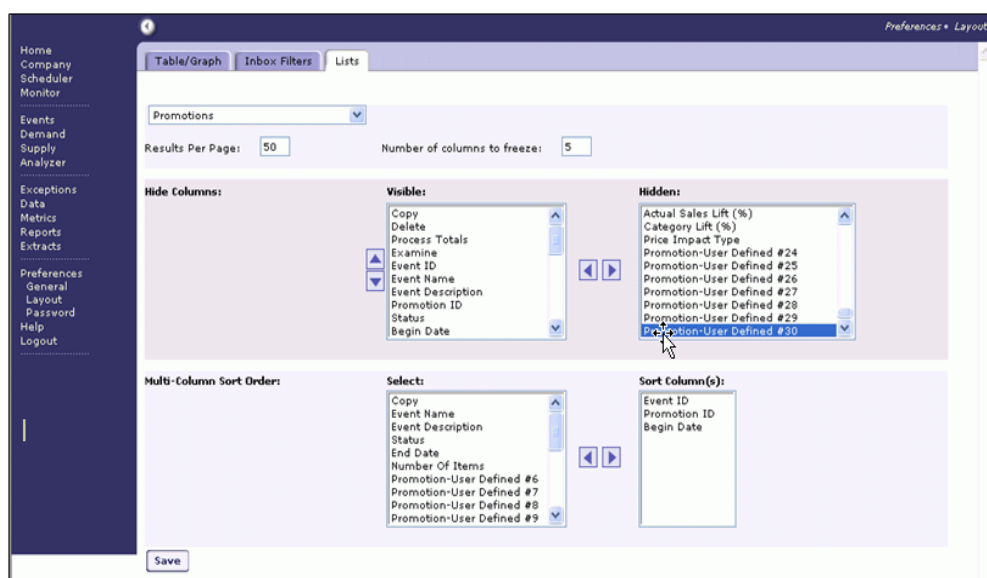 Preferences • Layout
Home
Company
Scheduler
Monitor
Events
Demand
Supply
Analyzer
Exceptions
Data
Metrics
Reports
Extracts
Preferences
General
Layout
Password
Help
Logout
Table/Graph Inbox Filters Lists
Promotions
Results Per Page: 50 Number of columns to freeze: 5
Hide Columns:
Visible:
Copy
Delete
Process Totals
Examine
Event ID
Event Name
Event Description
Promotion ID
Status
Begin Date
Hidden:
Actual Sales Lift (%)
Category Lift (%)
Price Impact Type
Promotion-User Defined #24
Promotion-User Defined #25
Promotion-User Defined #26
Promotion-User Defined #27
Promotion-User Defined #28
Promotion-User Defined #29
Promotion-User Defined #30
Multi-Column Sort Order:
Select:
Copy
Event Name
Event Description
Status
End Date
Number Of Items
Promotion-User Defined #6
Promotion-User Defined #7
Promotion-User Defined #8
Promotion-User Defined #9
Sort Column(s):
Event ID
Promotion ID
Begin Date
Save